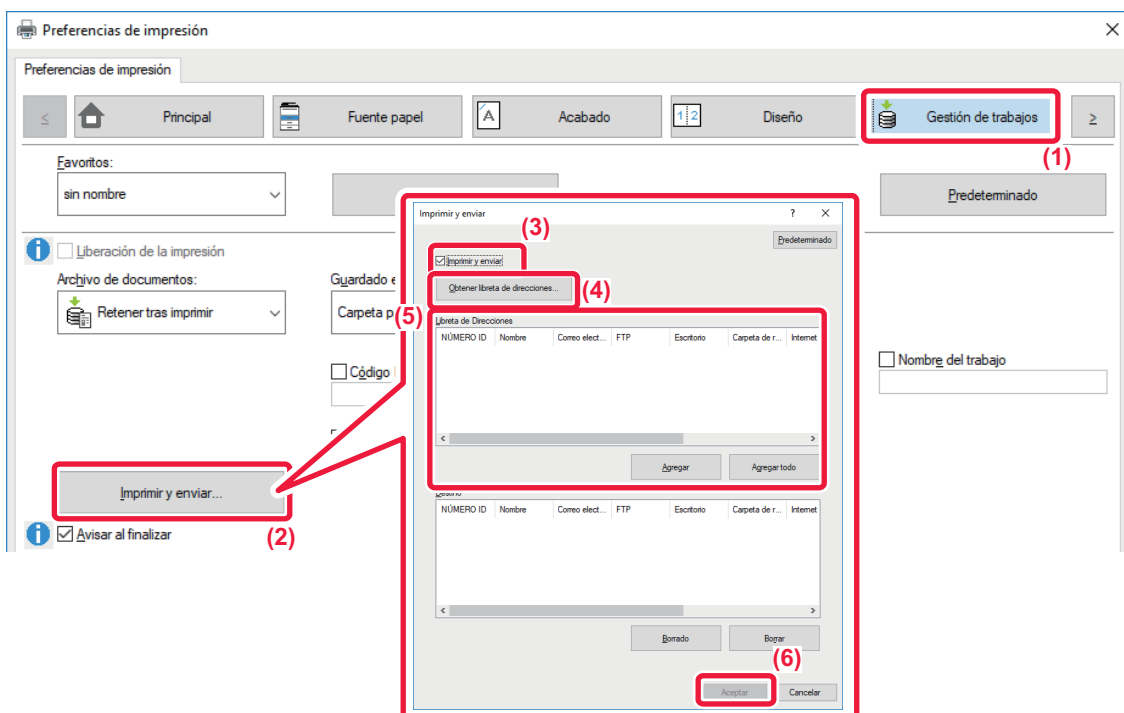 Preferencias de impresión
Preferencias de impresión
< Principal Fuente papel Acabado 1 2 Diseño Gestión de trabajos >
(1)
Favoritos:
sin nombre
Predeterminado
Liberación de la impresión
Archivo de documentos:
Retener tras imprimir
Guardado e
Carpeta p
Código
Nombre del trabajo
Imprimir y enviar...
(2)
Avisar al finalizar
Imprimir y enviar ? ×
(3)
Predeterminado
Imprimir y enviar
Obtener libreta de direcciones...
(4)
(5)
Libreta de Direcciones
NÚMERO ID Nombre Correo elect... FTP Escritorio Carpeta de r... Internet
Agregar Agregar todo
Destino
NÚMERO ID Nombre Correo elect... FTP Escritorio Carpeta de r... Internet
Borrado Borrar
(6)
Aceptar Cancelar